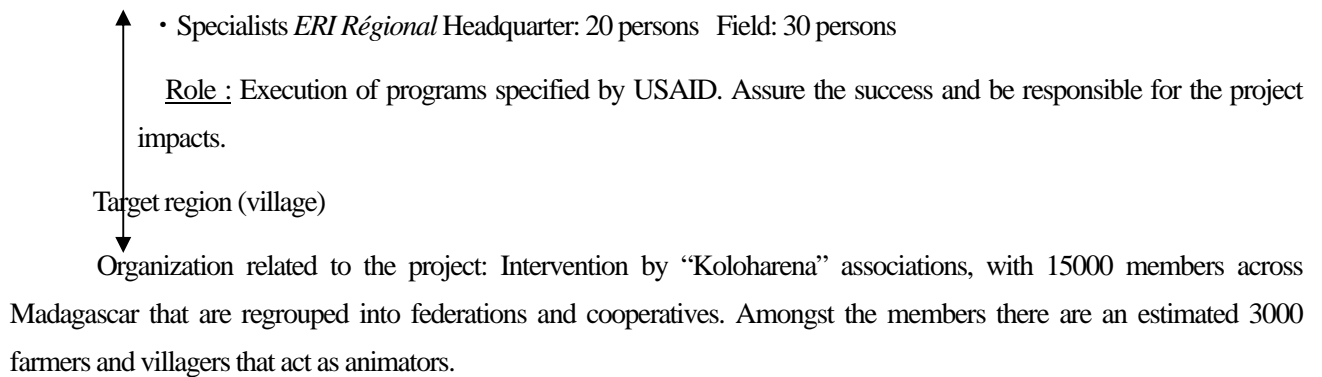 ・Specialists ERI Régional Headquarter: 20 persons Field: 30 persons
Role : Execution of programs specified by USAID. Assure the success and be responsible for the project
impacts.
Target region (village)
Organization related to the project: Intervention by “Koloharena” associations, with 15000 members across
Madagascar that are regrouped into federations and cooperatives. Amongst the members there are an estimated 3000
farmers and villagers that act as animators.